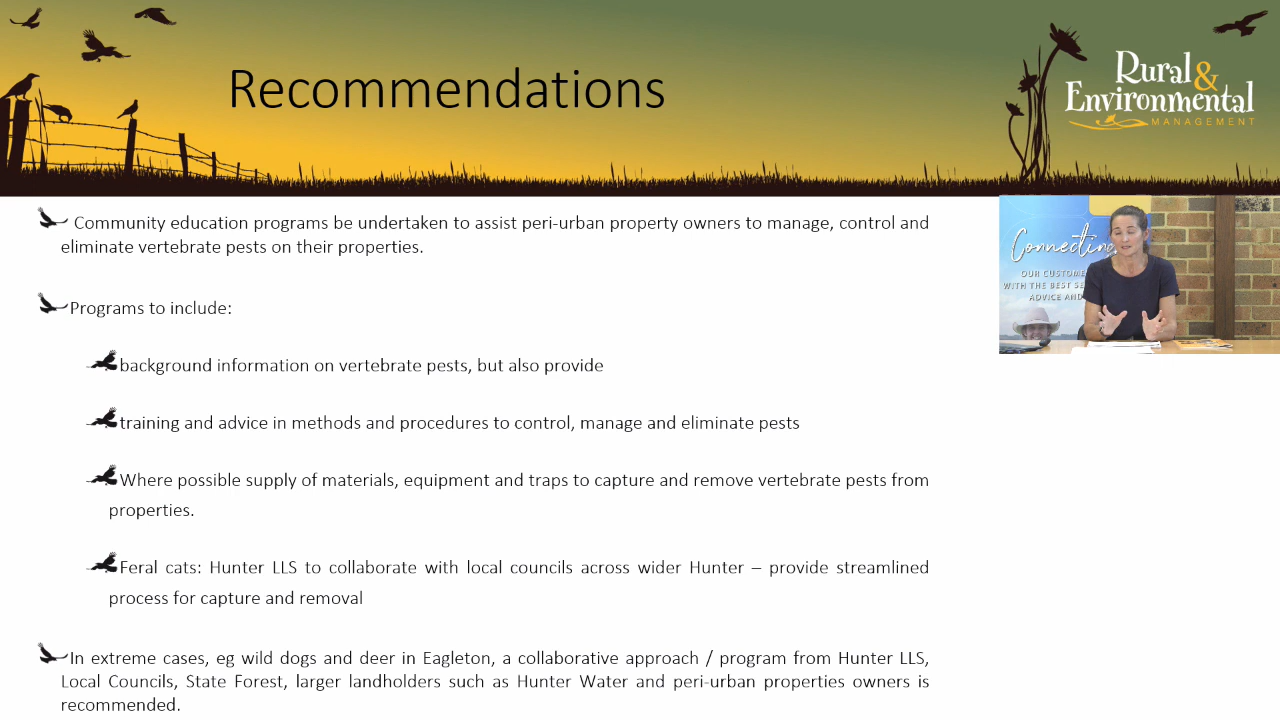 Recommendations
Rural &
Environmental
MANAGEMENT
Community education programs be undertaken to assist peri-urban property owners to manage, control and
eliminate vertebrate pests on their properties.
Programs to include:
background information on vertebrate pests, but also provide
training and advice in methods and procedures to control, manage and eliminate pests
Where possible supply of materials, equipment and traps to capture and remove vertebrate pests from
properties.
Feral cats: Hunter LLS to collaborate with local councils across wider Hunter – provide streamlined
process for capture and removal
In extreme cases, eg wild dogs and deer in Eagleton, a collaborative approach / program from Hunter LLS,
Local Councils, State Forest, larger landholders such as Hunter Water and peri-urban properties owners is
recommended.
Connecting
OUR CUSTOME
WITH THE BEST SE
ADVICE AND